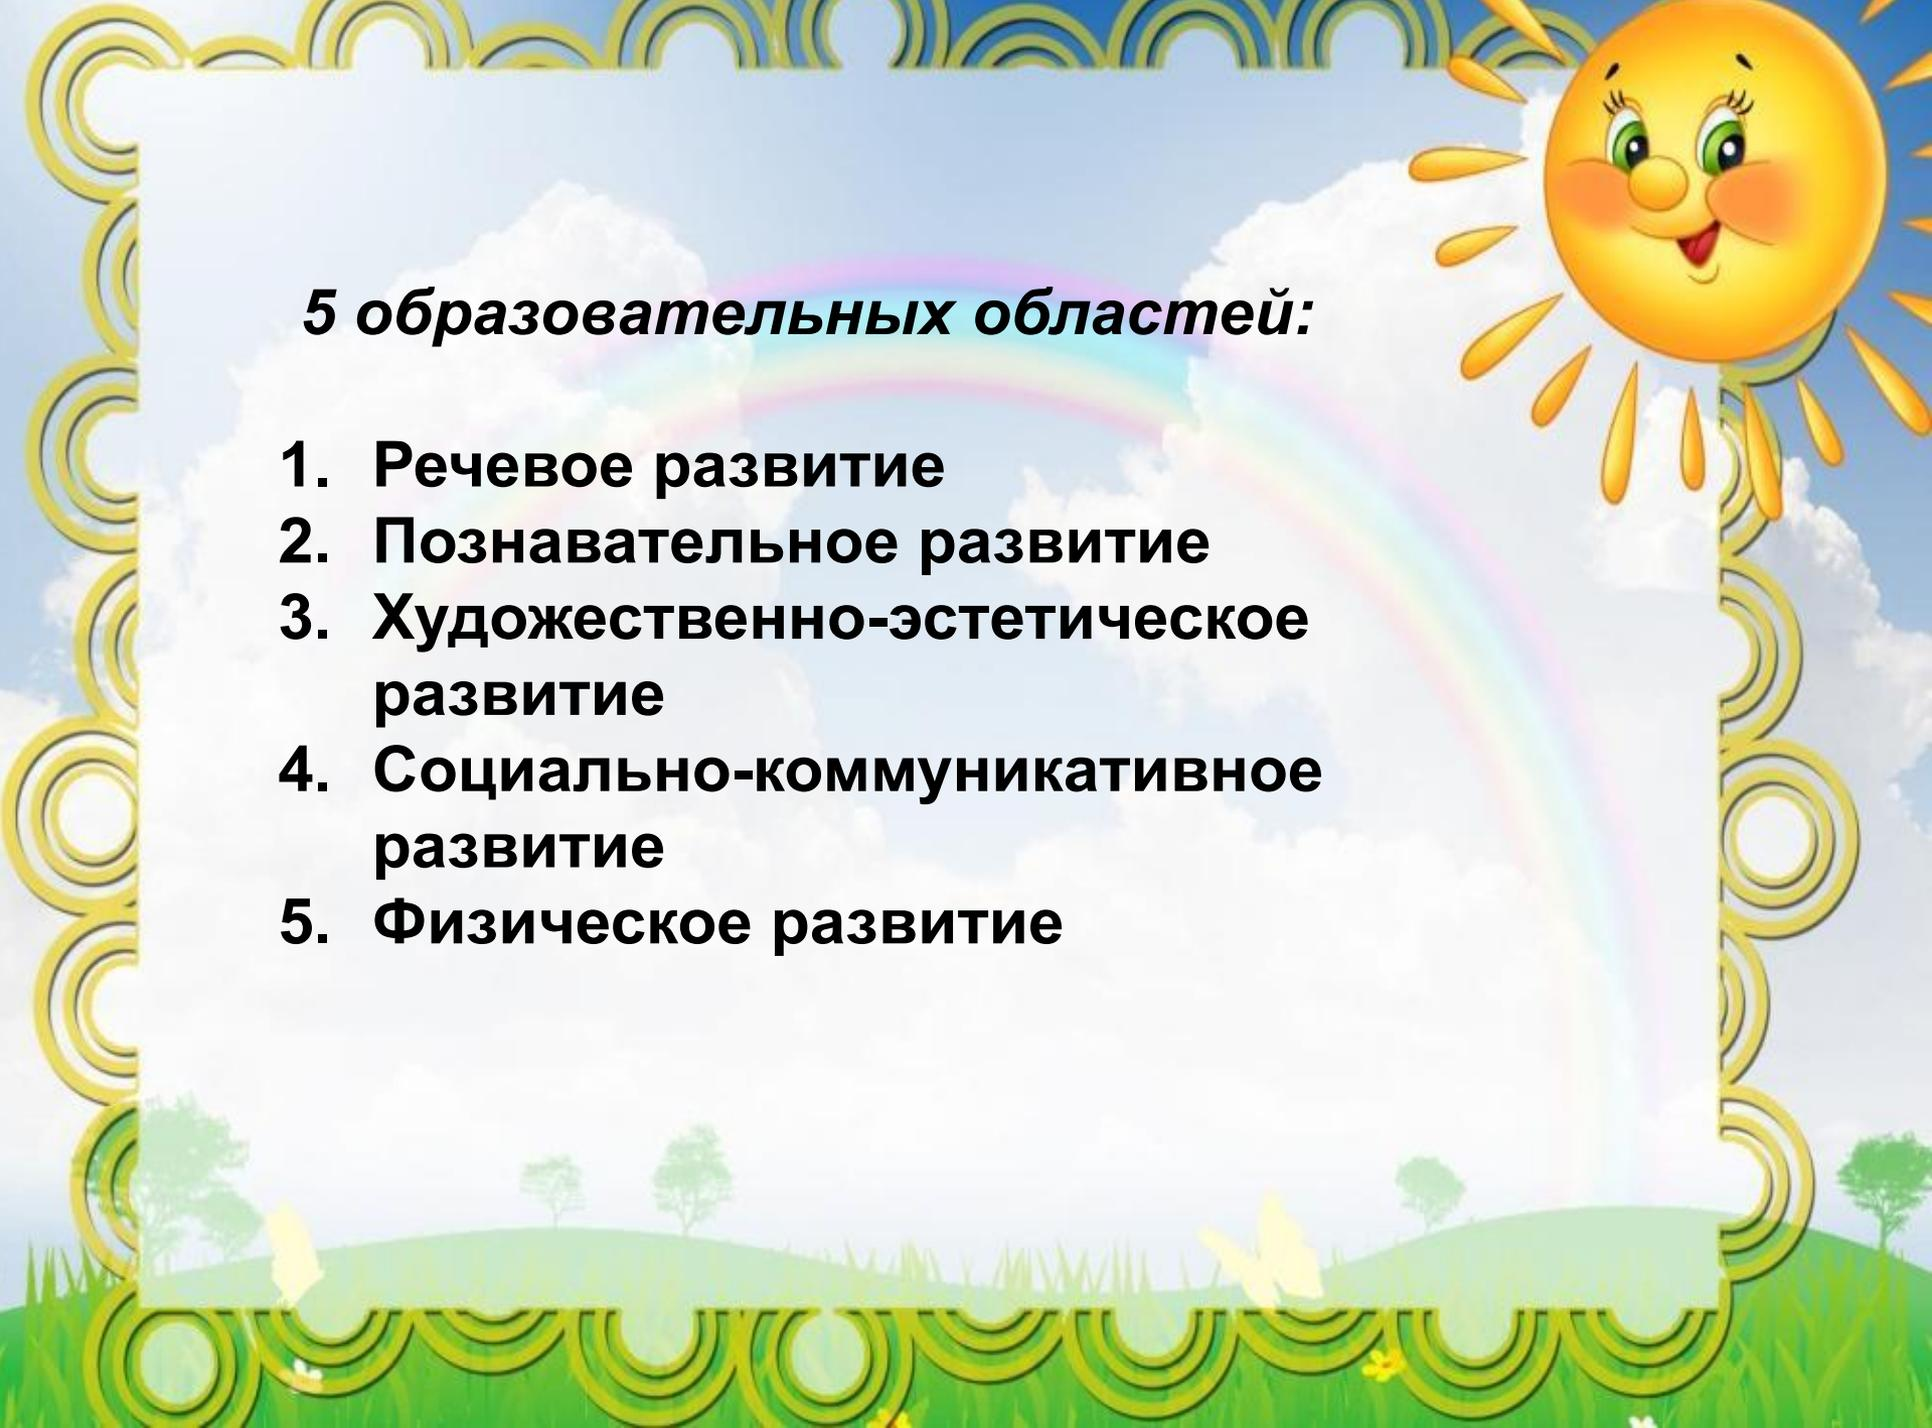 5 образовательных областей:
1. Речевое развитие
2. Познавательное развитие
3. Художественно-эстетическое
развитие
4. Социально-коммуникативное
развитие
5. Физическое развитие